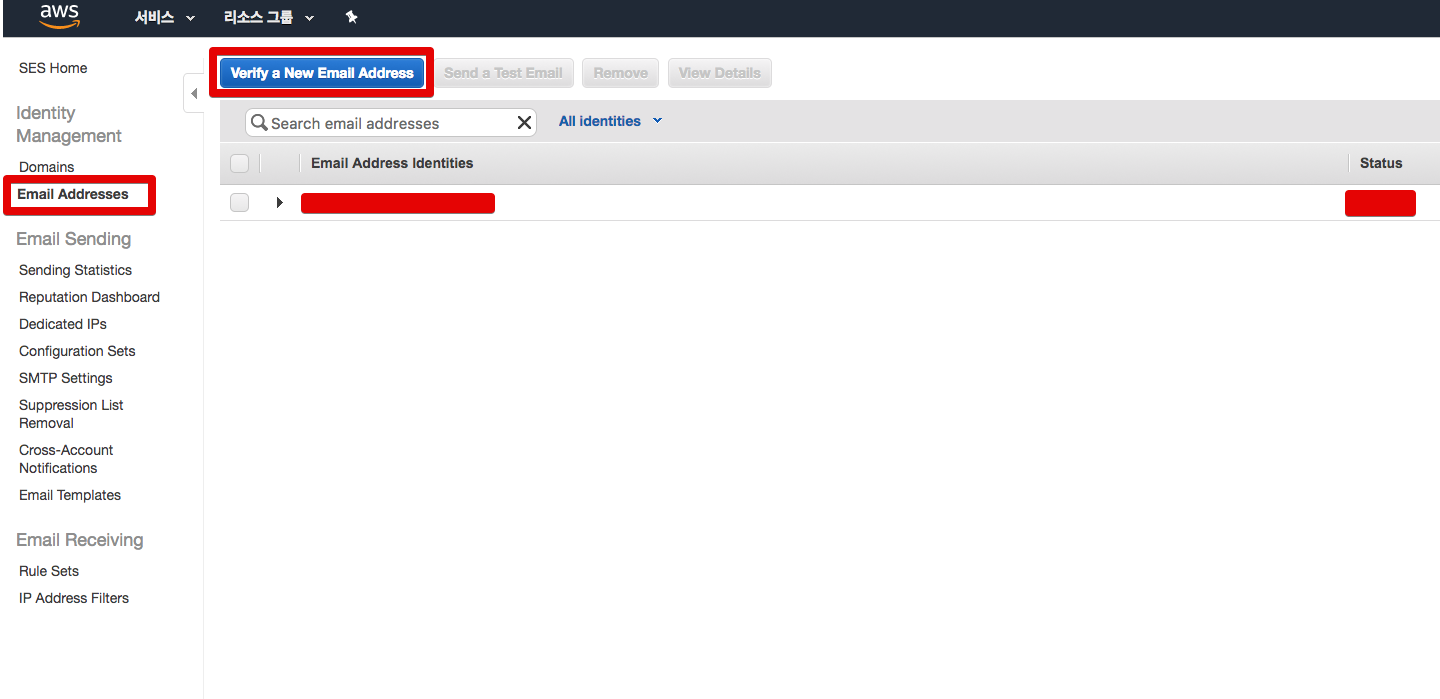 aws 서비스 리소스 그룹
SES Home
Identity
Management
Domains
Email Addresses
Email Sending
Sending Statistics
Reputation Dashboard
Dedicated IPs
Configuration Sets
SMTP Settings
Suppression List
Removal
Cross-Account
Notifications
Email Templates
Email Receiving
Rule Sets
IP Address Filters
Verify a New Email Address Send a Test Email Remove View Details
Search email addresses All identities
Email Address Identities Status